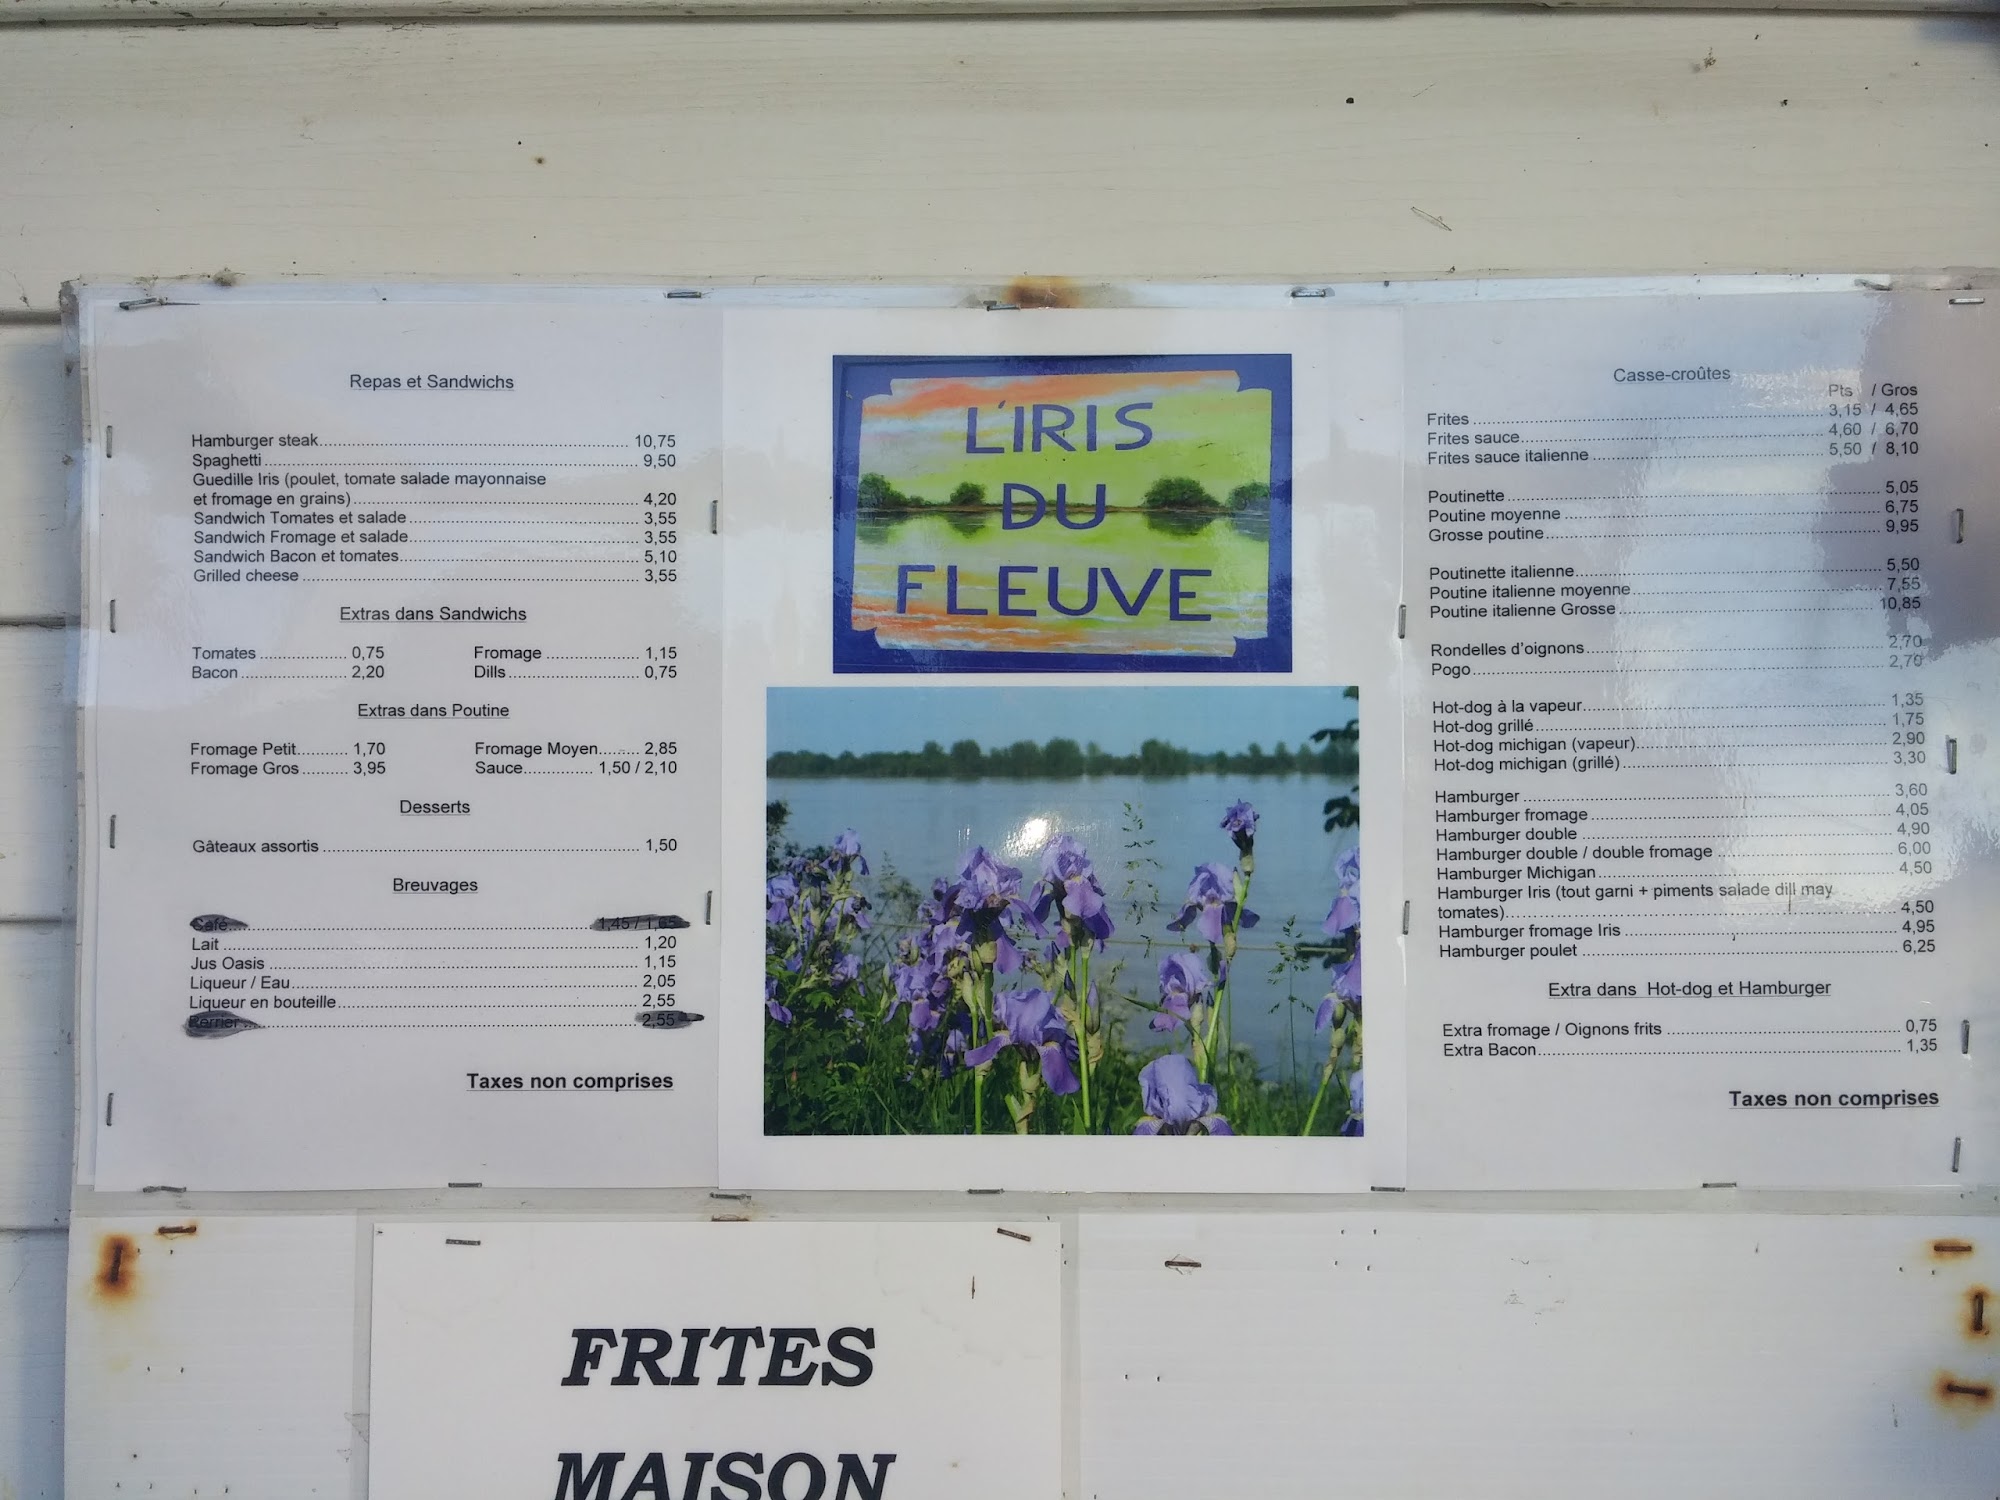 Repas et Sandwichs
Hamburger steak 10,75
Spaghetti 9,50
Guedille Iris (poulet, tomate salade mayonnaise
et fromage en grains) 4,20
Sandwich Tomates et salade 3,55
Sandwich Fromage et salade 3,55
Sandwich Bacon et tomates 5,10
Grilled cheese 3,55
Extras dans Sandwichs
Tomates 0,75 Fromage 1,15
Bacon 2,20 Dills 0,75
Extras dans Poutine
Fromage Petit 1,70 Fromage Moyen 2,85
Fromage Gros 3,95 Sauce 1,50 / 2,10
Desserts
Gâteaux assortis 1,50
Breuvages
Café 1,45 / 1,65
Lait 1,20
Jus Oasis 1,15
Liqueur / Eau 2,05
Liqueur en bouteille 2,55
Perrier 2,55
Taxes non comprises
L'IRIS
DU
FLEUVE
Casse-croûtes
Pts / Gros
Frites 3,15 / 4,65
Frites sauce 4,60 / 6,70
Frites sauce italienne 5,50 / 8,10
Poutinette 5,05
Poutine moyenne 6,75
Grosse poutine 9,95
Poutinette italienne 5,50
Poutine italienne moyenne 7,55
Poutine italienne Grosse 10,85
Rondelles d'oignons 2,70
Pogo 2,70
Hot-dog à la vapeur 1,35
Hot-dog grillé 1,75
Hot-dog michigan (vapeur) 2,90
Hot-dog michigan (grillé) 3,30
Hamburger 3,60
Hamburger fromage 4,05
Hamburger double 4,90
Hamburger double / double fromage 6,00
Hamburger Michigan 4,50
Hamburger Iris (tout garni + piments salade dill may
tomates) 4,50
Hamburger fromage Iris 4,95
Hamburger poulet 6,25
Extra dans Hot-dog et Hamburger
Extra fromage / Oignons frits 0,75
Extra Bacon 1,35
Taxes non comprises
FRITES
MAISON